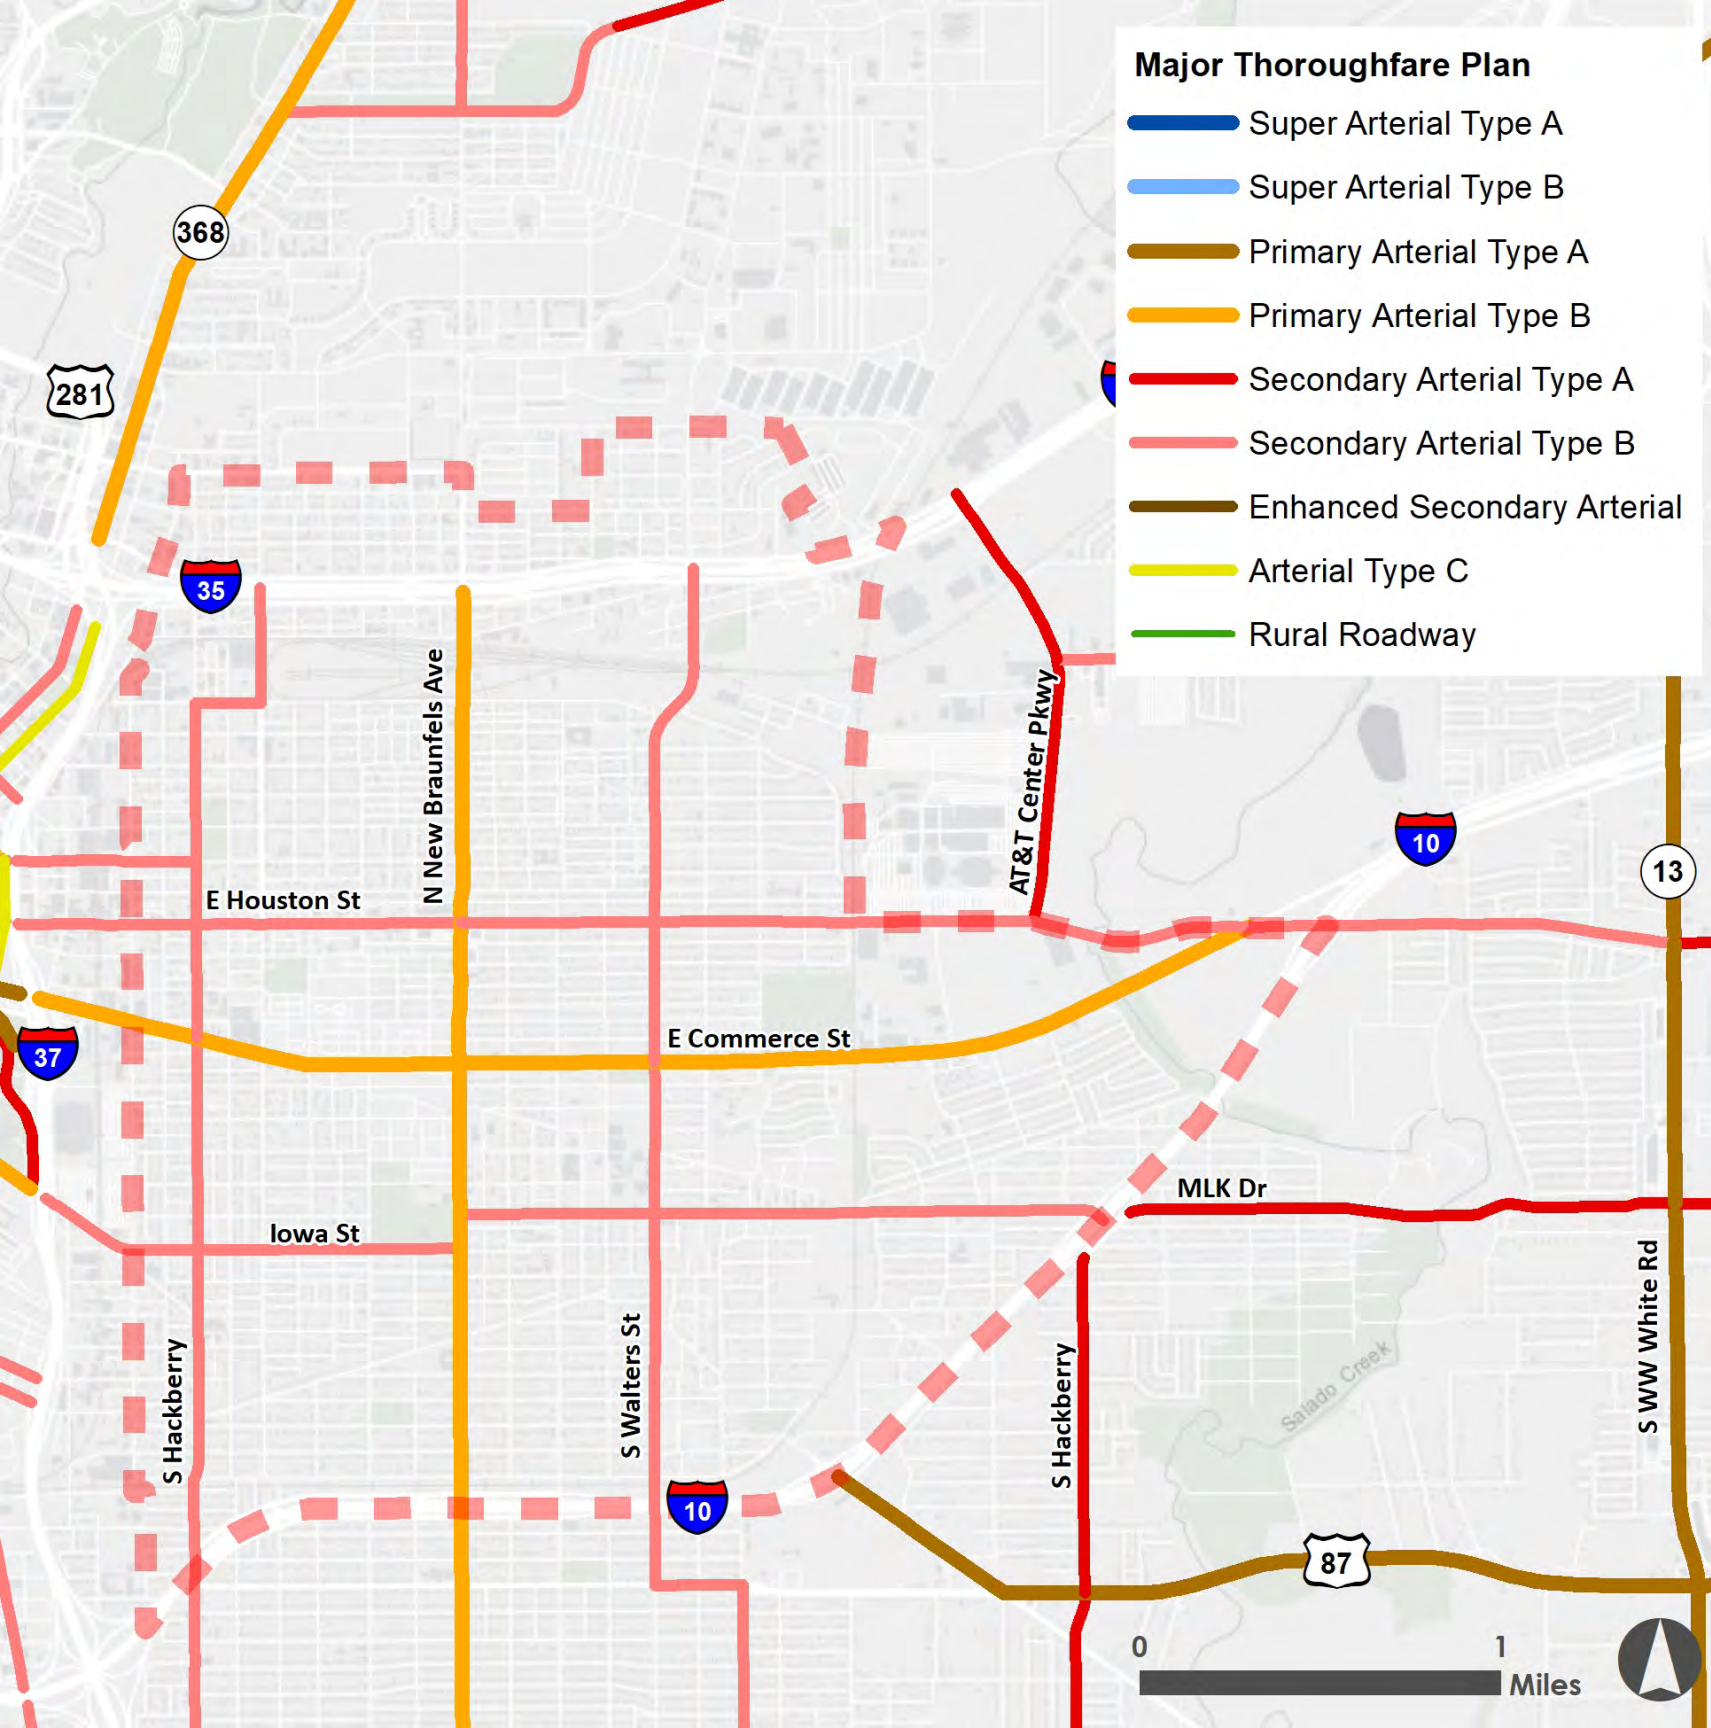 Major Thoroughfare Plan
Super Arterial Type A
Super Arterial Type B
Primary Arterial Type A
Primary Arterial Type B
Secondary Arterial Type A
Secondary Arterial Type B
Enhanced Secondary Arterial
Arterial Type C
Rural Roadway
368
281
35
N New Braunfels Ave
AT&T Center Pkwy
10
13
E Houston St
E Commerce St
37
MLK Dr
Iowa St
S Hackberry
S Walters St
S Hackberry
Salado Creek
S WW White Rd
10
87
0 1
Miles